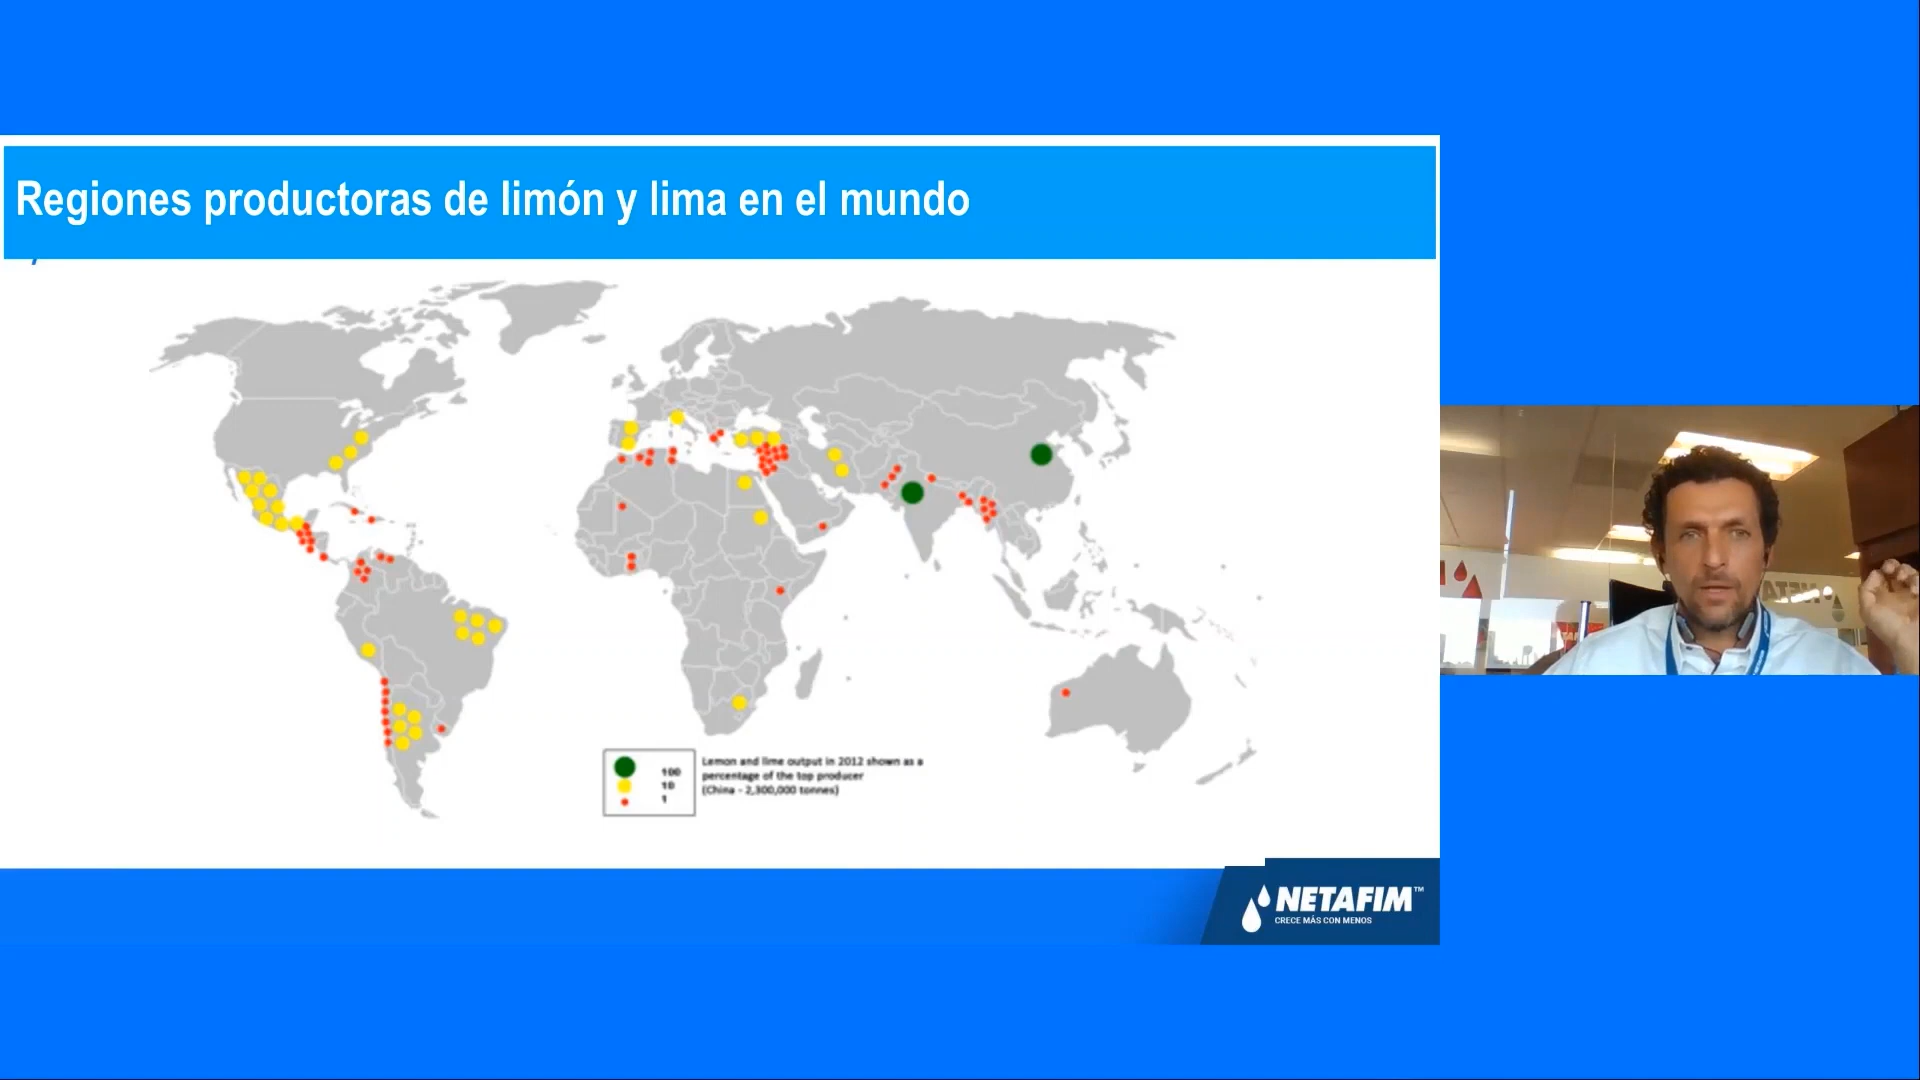 Regiones productoras de limón y lima en el mundo
100
10
1
Lemon and lime output in 2012 shown as a
percentage of the top producer
(China - 2,300,000 tonnes)
NETAFIM™
CRECE MÁS CON MENOS